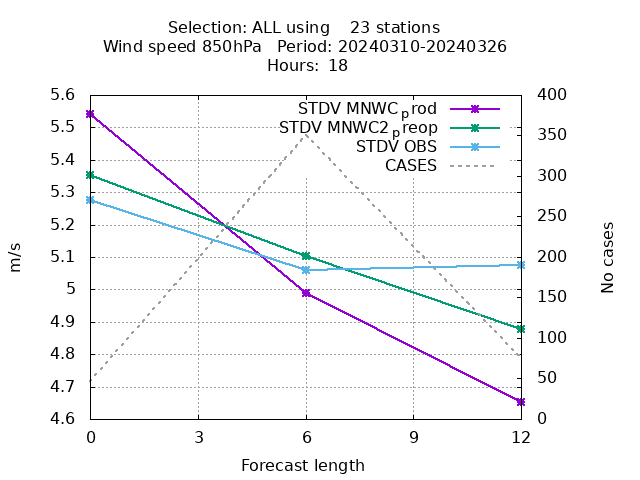 Selection: ALL using    23 stations
Wind speed 850hPa   Period: 20240310-20240326
Hours:  18
STDV MNWC_prod
STDV MNWC2_preop
STDV OBS
CASES
5.6
5.5
5.4
5.3
5.2
5.1
5
4.9
4.8
4.7
4.6
m/s
400
350
300
250
200
150
100
50
0
No cases
0 3 6 9 12
Forecast length